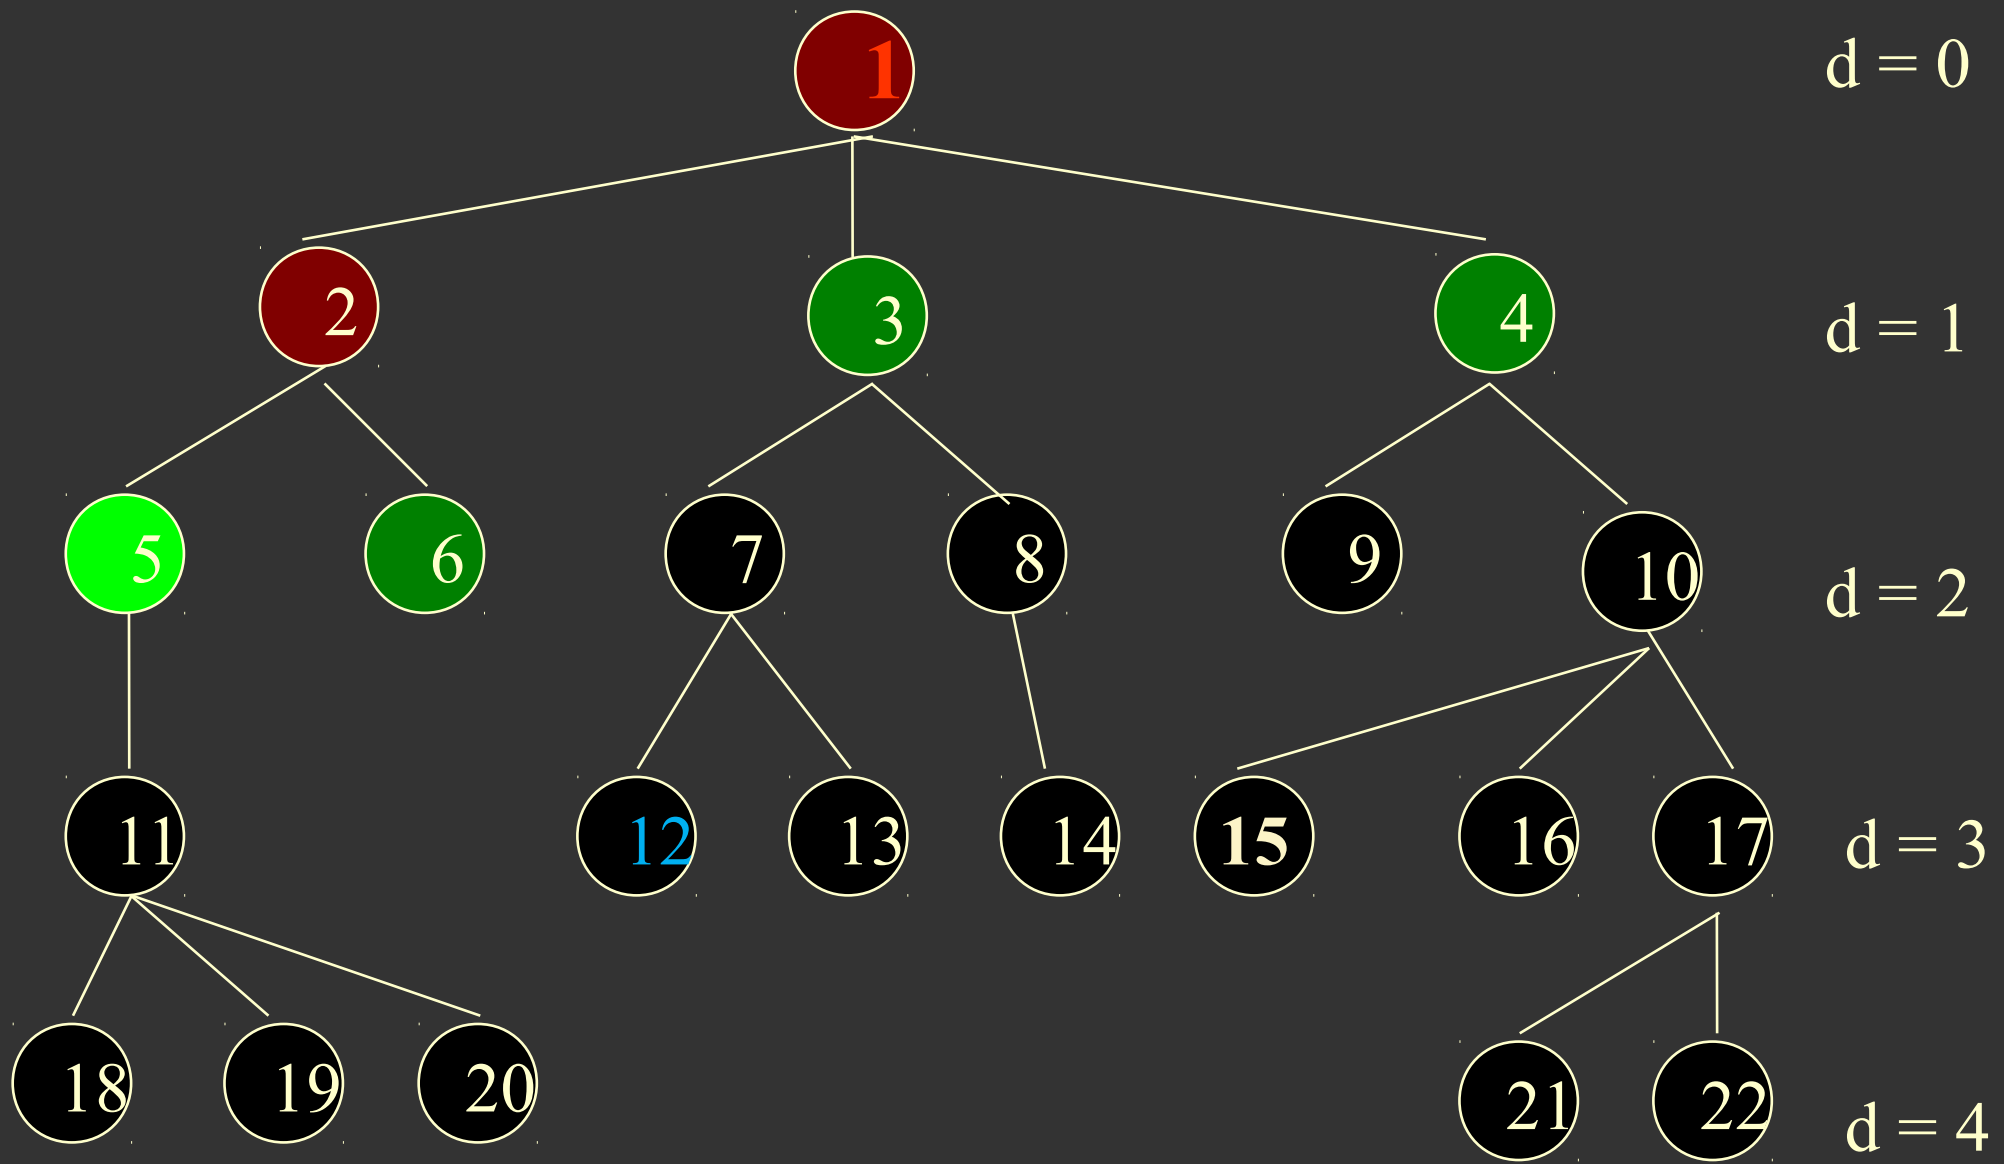 1 d = 0
2 3 4 d = 1
5 6 7 8 9 10 d = 2
11 12 13 14 15 16 17 d = 3
18 19 20 21 22 d = 4